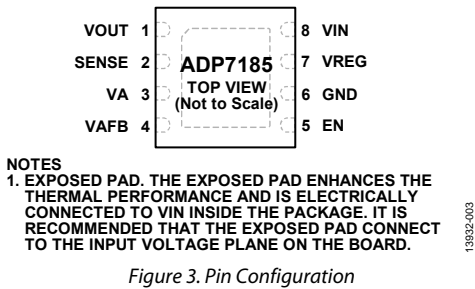 VOUT 1
SENSE 2
VA 3
VAFB 4
ADP7185
TOP VIEW
(Not to Scale)
8 VIN
7 VREG
6 GND
5 EN
NOTES
1. EXPOSED PAD. THE EXPOSED PAD ENHANCES THE
THERMAL PERFORMANCE AND IS ELECTRICALLY
CONNECTED TO VIN INSIDE THE PACKAGE. IT IS
RECOMMENDED THAT THE EXPOSED PAD CONNECT
TO THE INPUT VOLTAGE PLANE ON THE BOARD.
13932-003
Figure 3. Pin Configuration